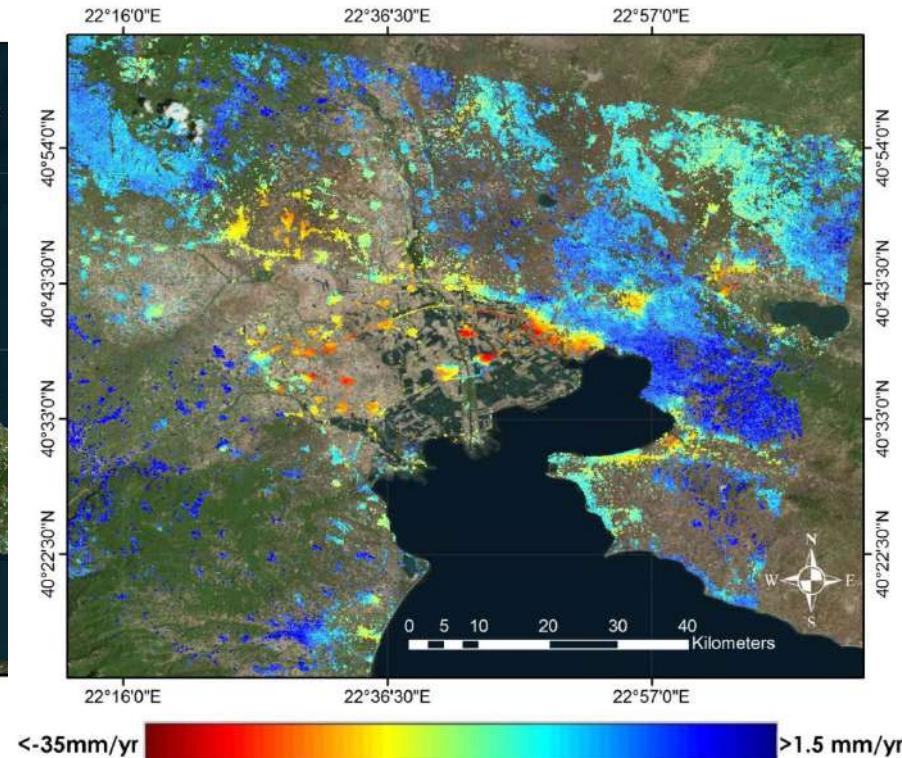 22°16'0"E 22°36'30"E 22°57'0"E
40°54'0"N 40°54'0"N
40°43'30"N 40°43'30"N
40°33'0"N 40°33'0"N
40°22'30"N 40°22'30"N
N
W E
S
0 5 10 20 30 40
Kilometers
22°16'0"E 22°36'30"E 22°57'0"E
<-35mm/yr >1.5 mm/yr